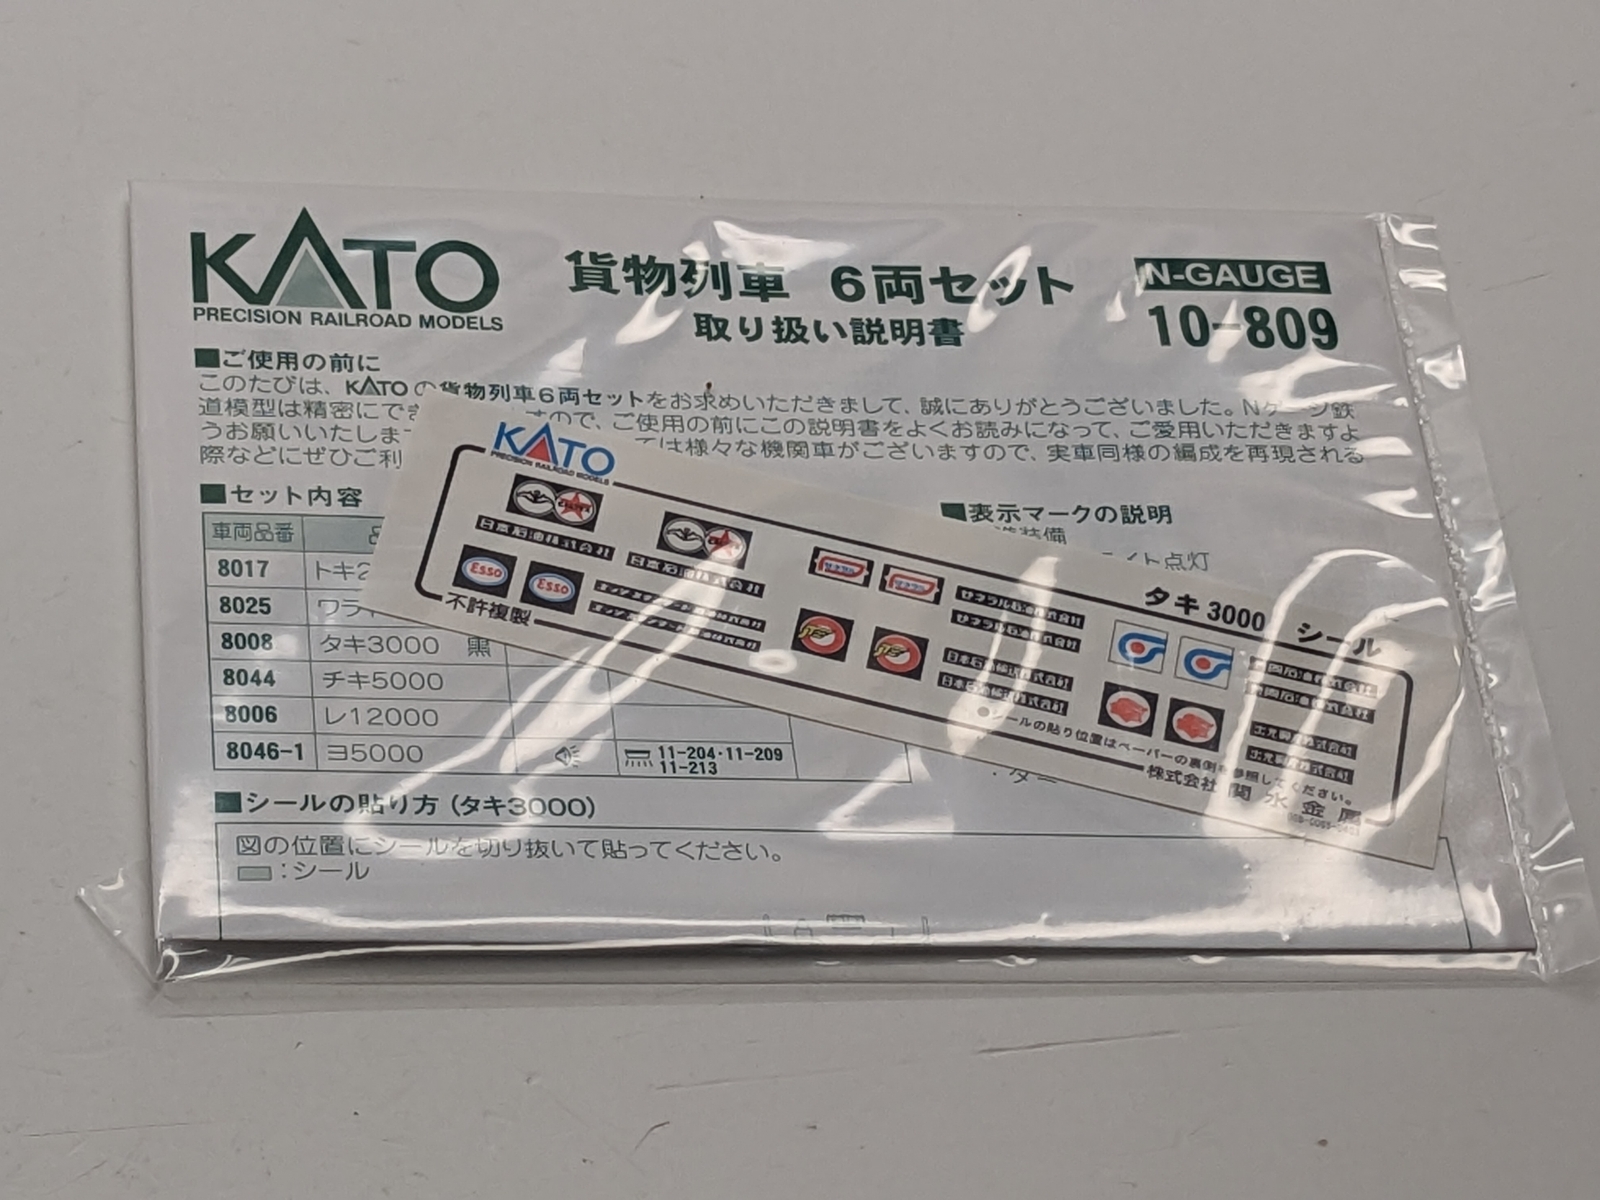 KATO
PRECISION RAILROAD MODELS
貨物列車 6両セット
取り扱い説明書
N-GAUGE
10-809
■ご使用の前に
このたびは、KATOの貨物列車6両セットをお求めいただきまして、誠にありがとうございました。Nゲージ鉄
道模型は精密にでき ますので、ご使用の前にこの説明書をよくお読みになって、ご愛用いただきますよ
うお願いいたしま ては様々な機関車がございますので、実車同様の編成を再現される
際などにぜひご利
■セット内容
車両品番
8017 トキ2
8025 ワラ
8008 タキ3000 黒
8044 チキ5000
8006 レ12000
8046-1 ヨ5000 11-204・11-209
11-213
■表示マークの説明
装備
イト点灯
■シールの貼り方(タキ3000)
図の位置にシールを切り抜いて貼ってください。
:シール
KATO
PRECISION RAILROAD MODELS
タキ3000 シール
日本石油株式会社
日本石油株式会社
Esso
Esso
ゼネラル石油株式会社
ゼネラル石油株式会社
日本石油輸送株式会社
日本石油輸送株式会社
出光興産株式会社
出光興産株式会社
不許複製
●シールの貼り位置はペーパーの裏側を参照してください。
株式会社 関水金属